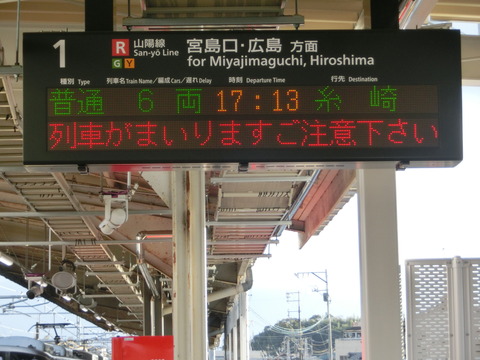 1 R 山陽線 宮島口・広島 方面
G Y San-yō Line for Miyajimaguchi, Hiroshima
種別 Type 列車名 Train Name／編成 Cars／遅れ Delay 時刻 Departure Time 行先 Destination
普通 6両 17:13 糸崎
列車がまいりますご注意下さい